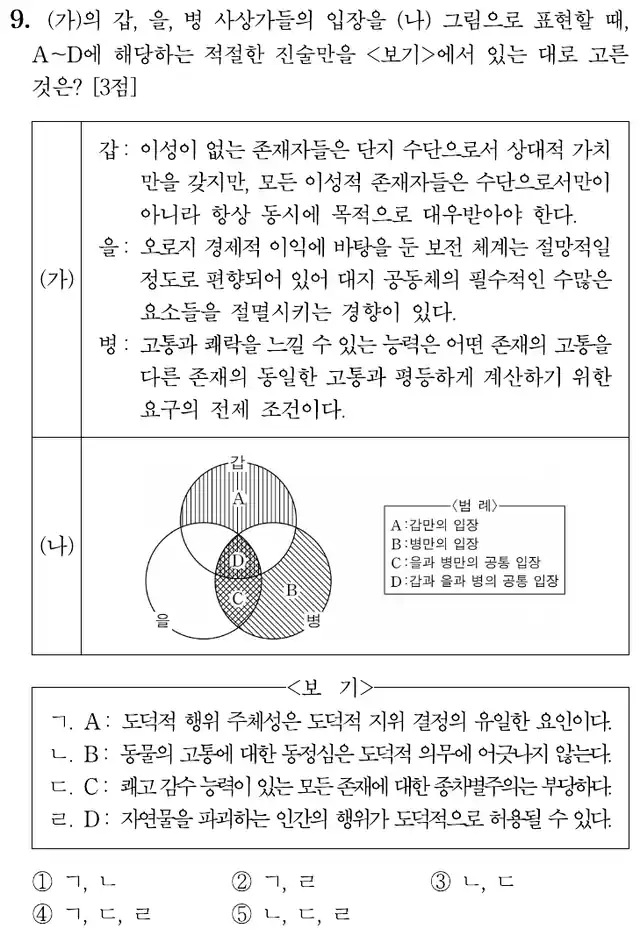 9. (가)의 갑, 을, 병 사상가들의 입장을 (나) 그림으로 표현할 때,
A~D에 해당하는 적절한 진술만을 <보기>에서 있는 대로 고른
것은? [3점]
(가)
갑: 이성이 없는 존재자들은 단지 수단으로서 상대적 가치
만을 갖지만, 모든 이성적 존재자들은 수단으로서만이
아니라 항상 동시에 목적으로 대우받아야 한다.
을: 오로지 경제적 이익에 바탕을 둔 보전 체계는 절망적일
정도로 편향되어 있어 대지 공동체의 필수적인 수많은
요소들을 절멸시키는 경향이 있다.
병: 고통과 쾌락을 느낄 수 있는 능력은 어떤 존재의 고통을
다른 존재의 동일한 고통과 평등하게 계산하기 위한
요구의 전제 조건이다.
(나)
갑
A
D
C
B
을
병
<범 례>
A:갑만의 입장
B:병만의 입장
C:을과 병만의 공통 입장
D:갑과 을과 병의 공통 입장
<보 기>
ㄱ. A: 도덕적 행위 주체성은 도덕적 지위 결정의 유일한 요인이다.
ㄴ. B: 동물의 고통에 대한 동정심은 도덕적 의무에 어긋나지 않는다.
ㄷ. C: 쾌고 감수 능력이 있는 모든 존재에 대한 종차별주의는 부당하다.
ㄹ. D: 자연물을 파괴하는 인간의 행위가 도덕적으로 허용될 수 있다.
① ㄱ, ㄴ ② ㄱ, ㄹ ③ ㄴ, ㄷ
④ ㄱ, ㄷ, ㄹ ⑤ ㄴ, ㄷ, ㄹ